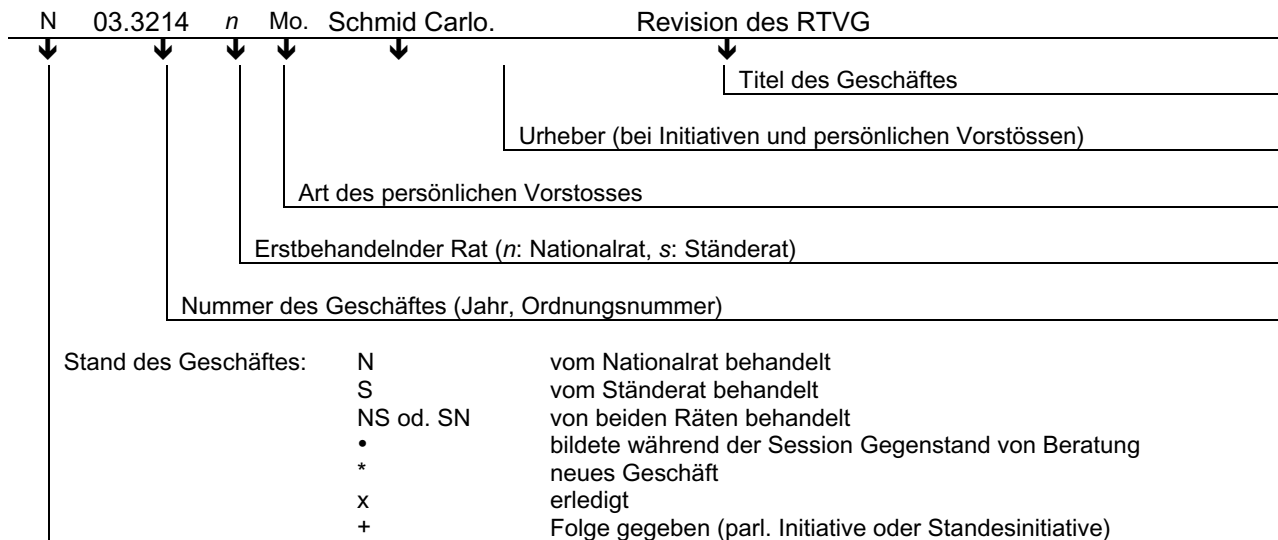 N 03.3214 n Mo. Schmid Carlo. Revision des RTVG
Titel des Geschäftes
Urheber (bei Initiativen und persönlichen Vorstössen)
Art des persönlichen Vorstosses
Erstbehandelnder Rat (n: Nationalrat, s: Ständerat)
Nummer des Geschäftes (Jahr, Ordnungsnummer)
Stand des Geschäftes: N vom Nationalrat behandelt
S vom Ständerat behandelt
NS od. SN von beiden Räten behandelt
• bildete während der Session Gegenstand von Beratung
* neues Geschäft
x erledigt
+ Folge gegeben (parl. Initiative oder Standesinitiative)